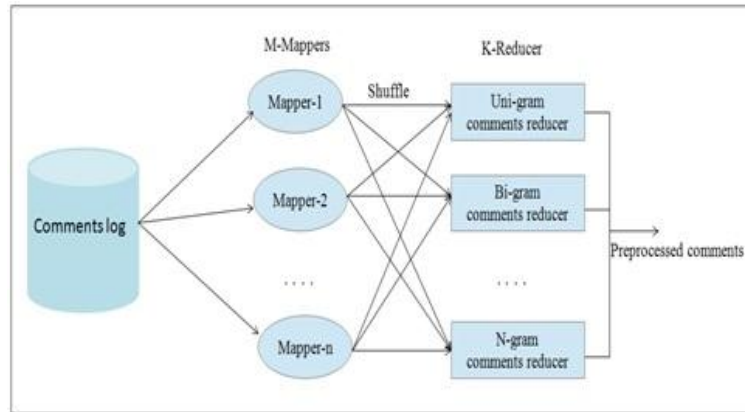 M-Mappers
K-Reducer
Mapper-1
Shuffle
Uni-gram
comments reducer
Comments log
Mapper-2
Bi-gram
comments reducer
Preprocessed comments
. . . .
. . . .
Mapper-n
N-gram
comments reducer